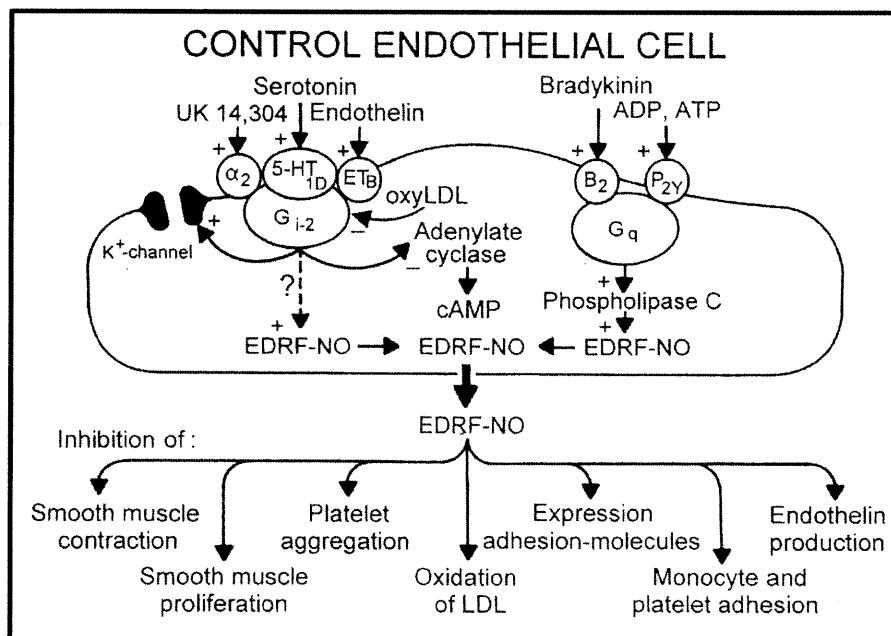 CONTROL ENDOTHELIAL CELL
Serotonin
Bradykinin
UK 14,304 Endothelin
ADP, ATP
+ + + + +
α2 5-HT1D ETB
B2 P2Y
oxyLDL
Gi-2
Gq
+ –
K+-channel
Adenylate
cyclase
–
?
+
cAMP
Phospholipase C
+ +
EDRF-NO EDRF-NO EDRF-NO
EDRF-NO
Inhibition of :
Smooth muscle
contraction
Platelet
aggregation
Expression
adhesion-molecules
Endothelin
production
Smooth muscle
proliferation
Oxidation
of LDL
Monocyte and
platelet adhesion